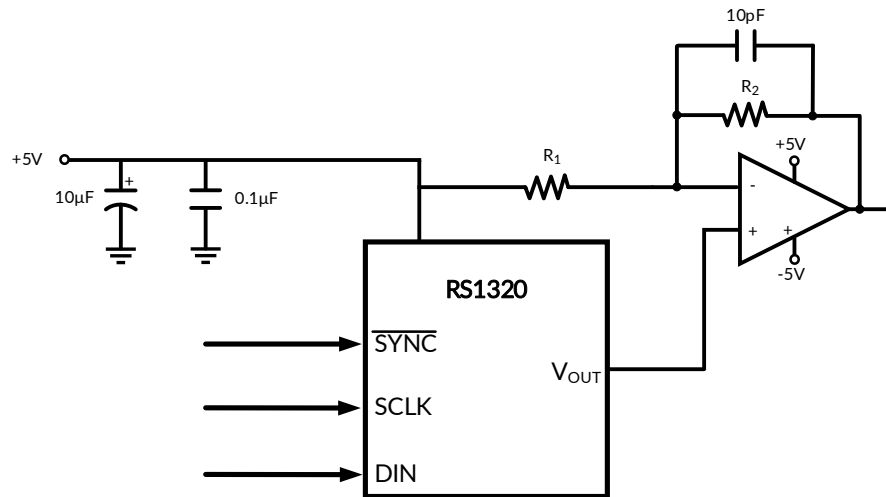 10pF
R2
+5V
R1
+5V
10µF
+
0.1µF
-
+
+
-5V
RS1320
SYNC
VOUT
SCLK
DIN